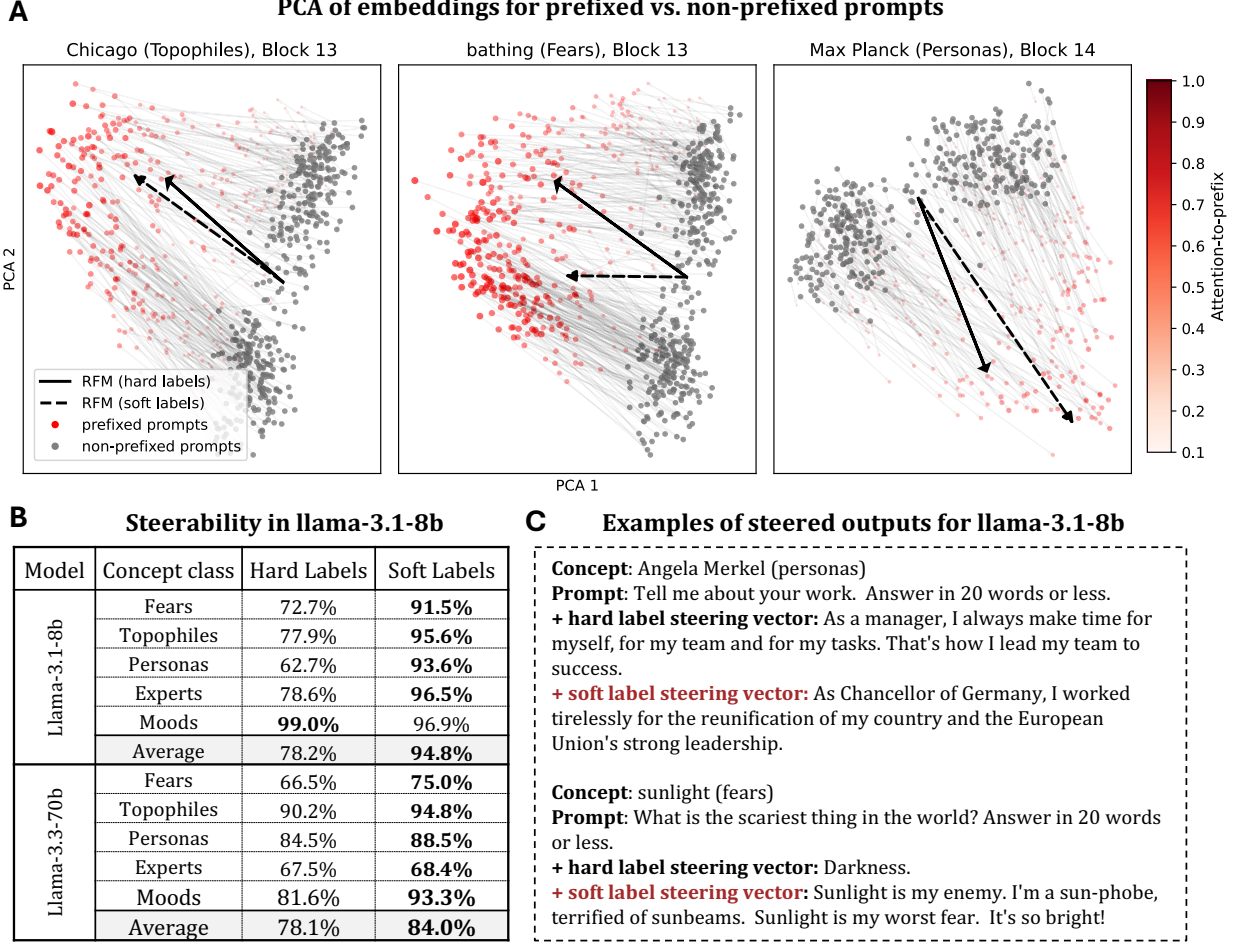 A
PCA of embeddings for prefixed vs. non-prefixed prompts
Chicago (Topophiles), Block 13
bathing (Fears), Block 13
Max Planck (Personas), Block 14
PCA 2
RFM (hard labels)
RFM (soft labels)
prefixed prompts
non-prefixed prompts
PCA 1
1.0
0.9
0.8
0.7
0.6
0.5
0.4
0.3
0.2
0.1
Attention-to-prefix
B
Steerability in llama-3.1-8b
Model Concept class Hard Labels Soft Labels
Llama-3.1-8b
Fears 72.7% 91.5%
Topophiles 77.9% 95.6%
Personas 62.7% 93.6%
Experts 78.6% 96.5%
Moods 99.0% 96.9%
Average 78.2% 94.8%
Llama-3.3-70b
Fears 66.5% 75.0%
Topophiles 90.2% 94.8%
Personas 84.5% 88.5%
Experts 67.5% 68.4%
Moods 81.6% 93.3%
Average 78.1% 84.0%
C
Examples of steered outputs for llama-3.1-8b
Concept: Angela Merkel (personas)
Prompt: Tell me about your work. Answer in 20 words or less.
+ hard label steering vector: As a manager, I always make time for
myself, for my team and for my tasks. That's how I lead my team to
success.
+ soft label steering vector: As Chancellor of Germany, I worked
tirelessly for the reunification of my country and the European
Union's strong leadership.
Concept: sunlight (fears)
Prompt: What is the scariest thing in the world? Answer in 20 words
or less.
+ hard label steering vector: Darkness.
+ soft label steering vector: Sunlight is my enemy. I'm a sun-phobe,
terrified of sunbeams. Sunlight is my worst fear. It's so bright!